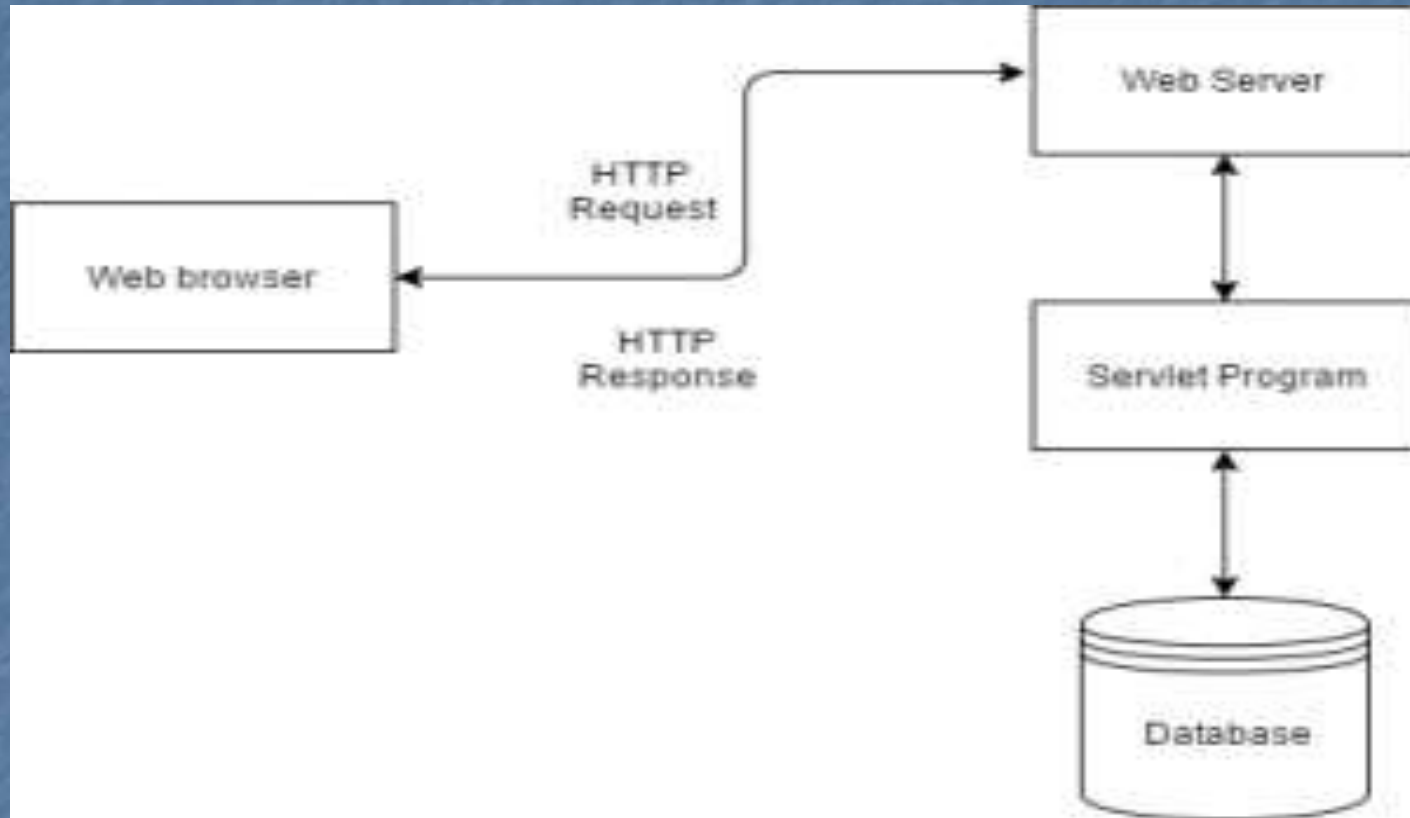 Web Server
HTTP
Request
Web browser
HTTP
Response
Servlet Program
Database